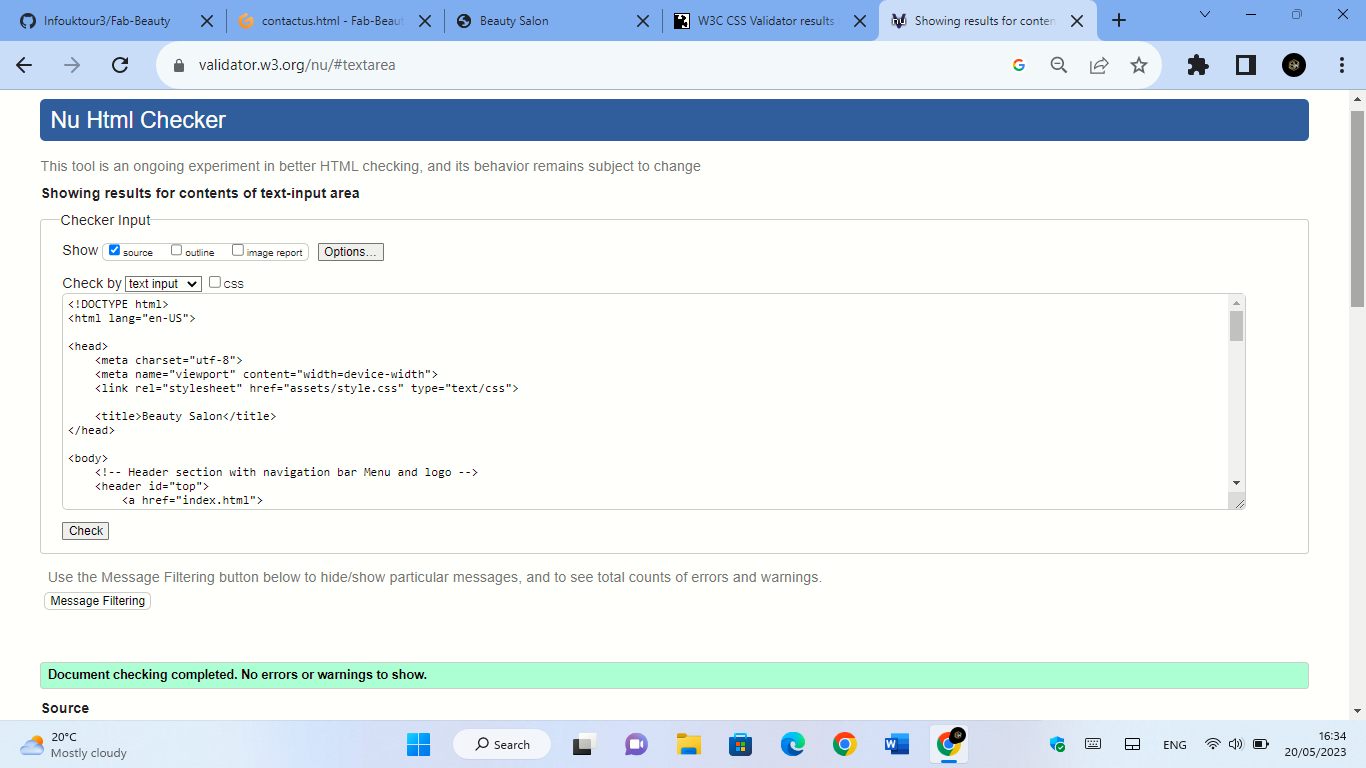 Infouktour3/Fab-Beauty
contactus.html - Fab-Beaut
Beauty Salon
W3C CSS Validator results
Showing results for conten
validator.w3.org/nu/#textarea
Nu Html Checker
This tool is an ongoing experiment in better HTML checking, and its behavior remains subject to change
Showing results for contents of text-input area
Checker Input
Show source outline image report Options...
Check by text input css
<!DOCTYPE html>
<html lang="en-US">
<head>
<meta charset="utf-8">
<meta name="viewport" content="width=device-width">
<link rel="stylesheet" href="assets/style.css" type="text/css">
<title>Beauty Salon</title>
</head>
<body>
<!-- Header section with navigation bar Menu and logo -->
<header id="top">
<a href="index.html">
Check
Use the Message Filtering button below to hide/show particular messages, and to see total counts of errors and warnings.
Message Filtering
Document checking completed. No errors or warnings to show.
Source
20°C
Mostly cloudy
Search
ENG
16:34
20/05/2023